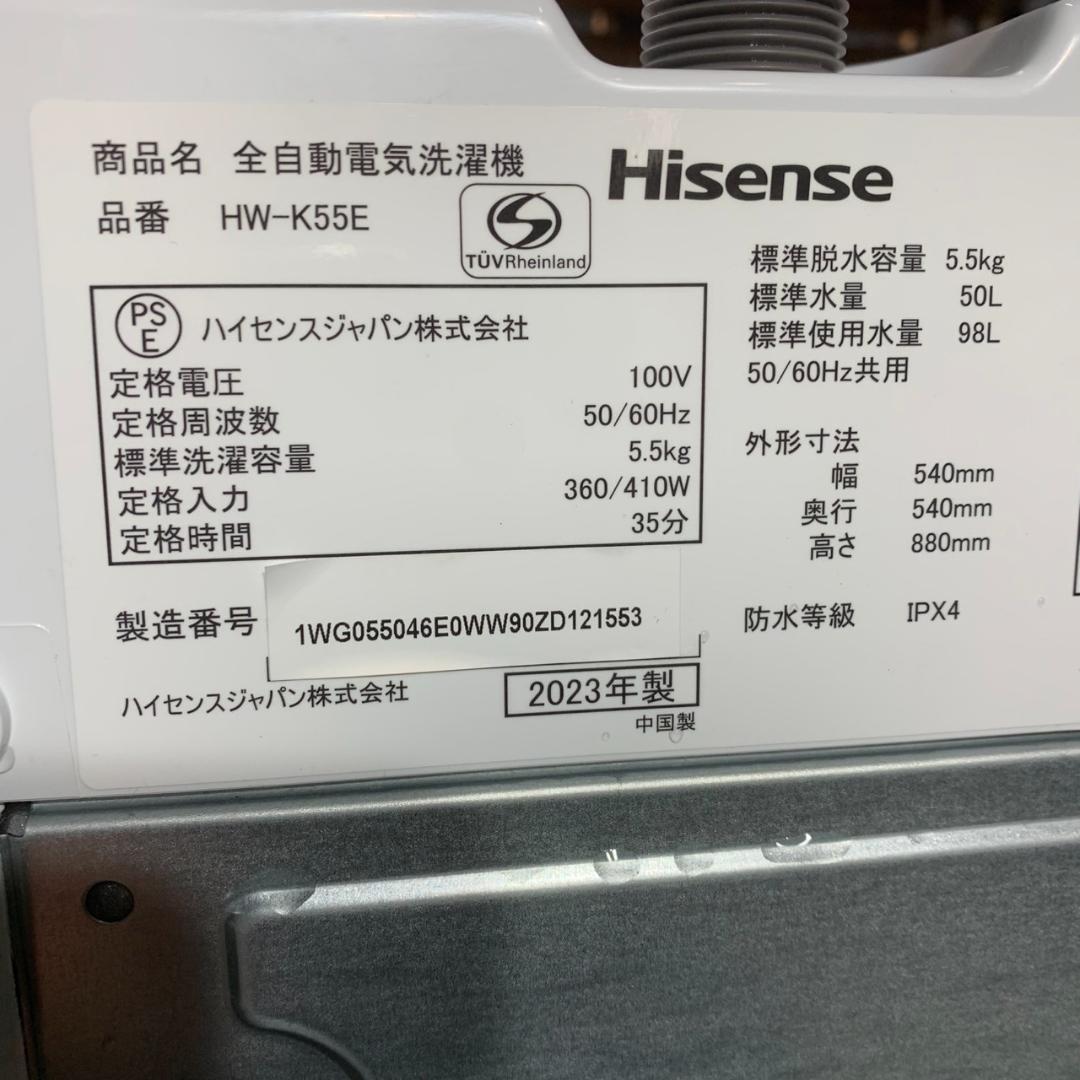 商品名 全自動電気洗濯機
品番 HW-K55E
TÜVRheinland
Hisense
PS
E
ハイセンスジャパン株式会社
定格電圧 100V
定格周波数 50/60Hz
標準洗濯容量 5.5kg
定格入力 360/410W
定格時間 35分
製造番号 1WG055046E0WW90ZD121553
ハイセンスジャパン株式会社
2023年製
中国製
標準脱水容量 5.5kg
標準水量 50L
標準使用水量 98L
50/60Hz共用
外形寸法
幅 540mm
奥行 540mm
高さ 880mm
防水等級 IPX4